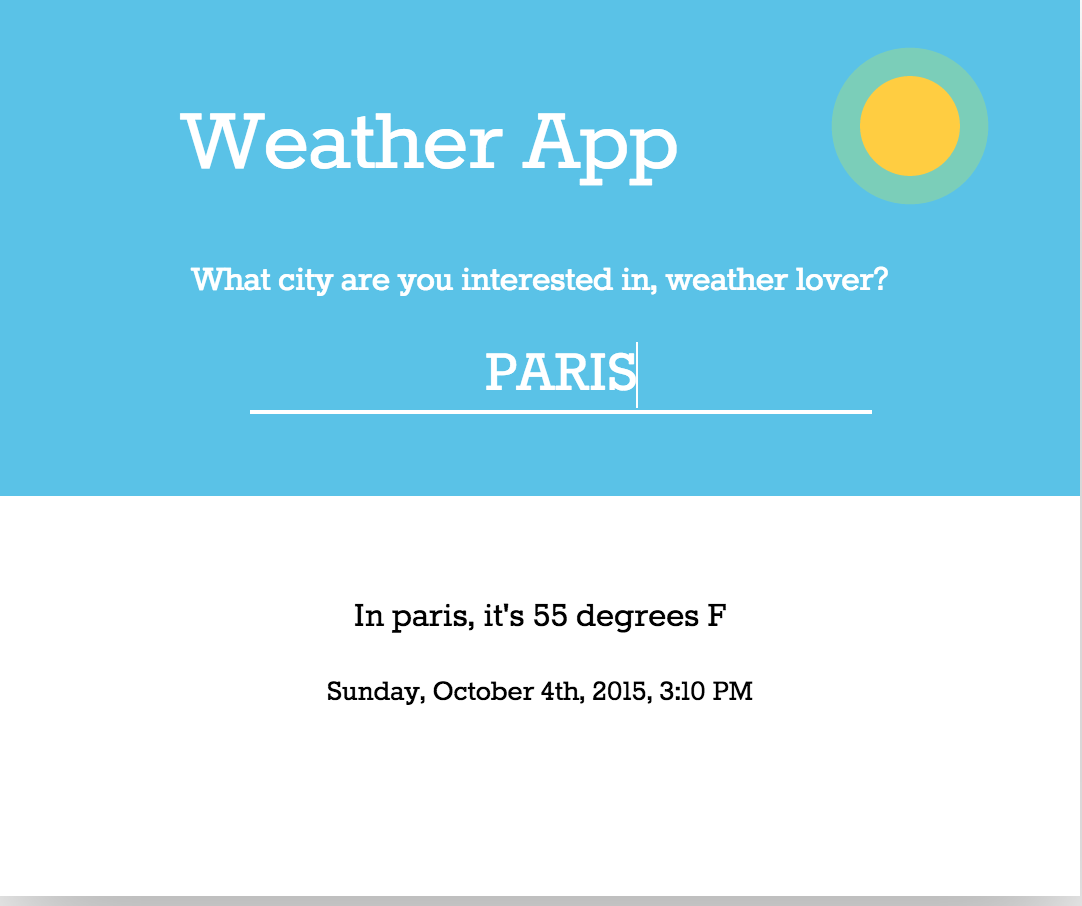 Weather App
What city are you interested in, weather lover?
PARIS
In paris, it's 55 degrees F
Sunday, October 4th, 2015, 3:10 PM